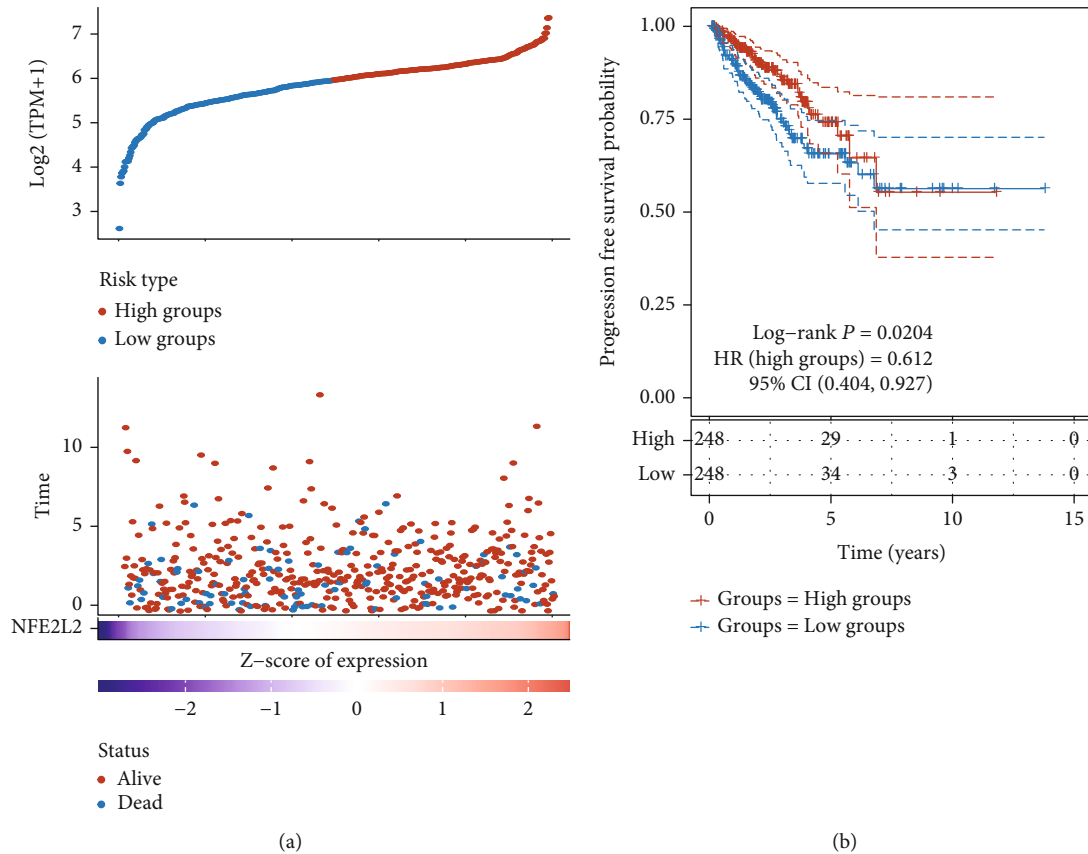 7
6
5
4
3
Log2 (TPM+1)
Risk type
High groups
Low groups
10
5
0
Time
NFE2L2
Z−score of expression
−2 −1 0 1 2
Status
Alive
Dead
(a)
1.00
0.75
0.50
0.25
0.00
Progression free survival probability
Log−rank P = 0.0204
HR (high groups) = 0.612
95% CI (0.404, 0.927)
High 248 29 1 0
Low 248 34 3 0
0 5 10 15
Time (years)
Groups = High groups
Groups = Low groups
(b)